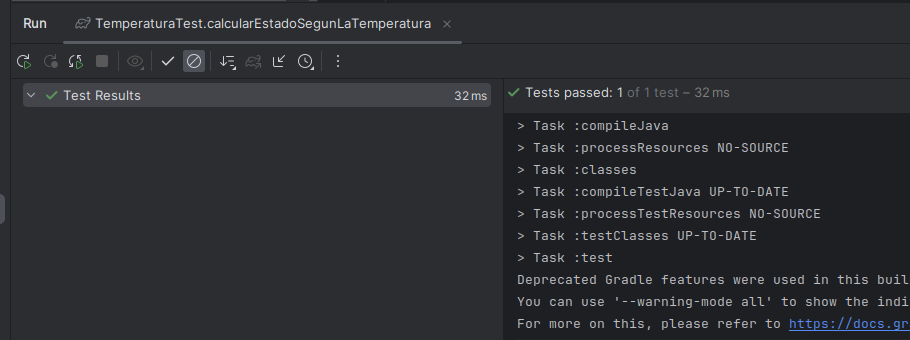 Run
TemperaturaTest.calcularEstadoSegunLaTemperatura
Test Results
32 ms
Tests passed: 1 of 1 test – 32 ms
> Task :compileJava
> Task :processResources NO-SOURCE
> Task :classes
> Task :compileTestJava UP-TO-DATE
> Task :processTestResources NO-SOURCE
> Task :testClasses UP-TO-DATE
> Task :test
Deprecated Gradle features were used in this buil
You can use '--warning-mode all' to show the indi
For more on this, please refer to https://docs.gr